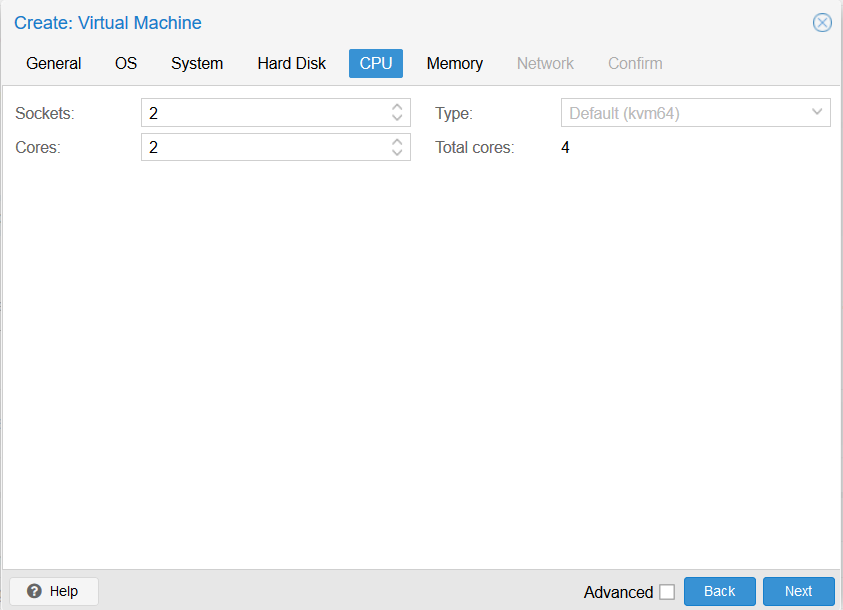 Create: Virtual Machine
General OS System Hard Disk CPU Memory Network Confirm
Sockets: 2 Type: Default (kvm64)
Cores: 2 Total cores: 4
Help Advanced Back Next